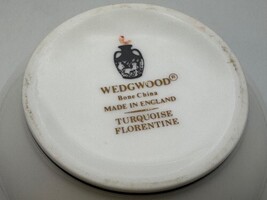 WEDGWOOD®
Bone China
MADE IN ENGLAND
TURQUOISE
FLORENTINE